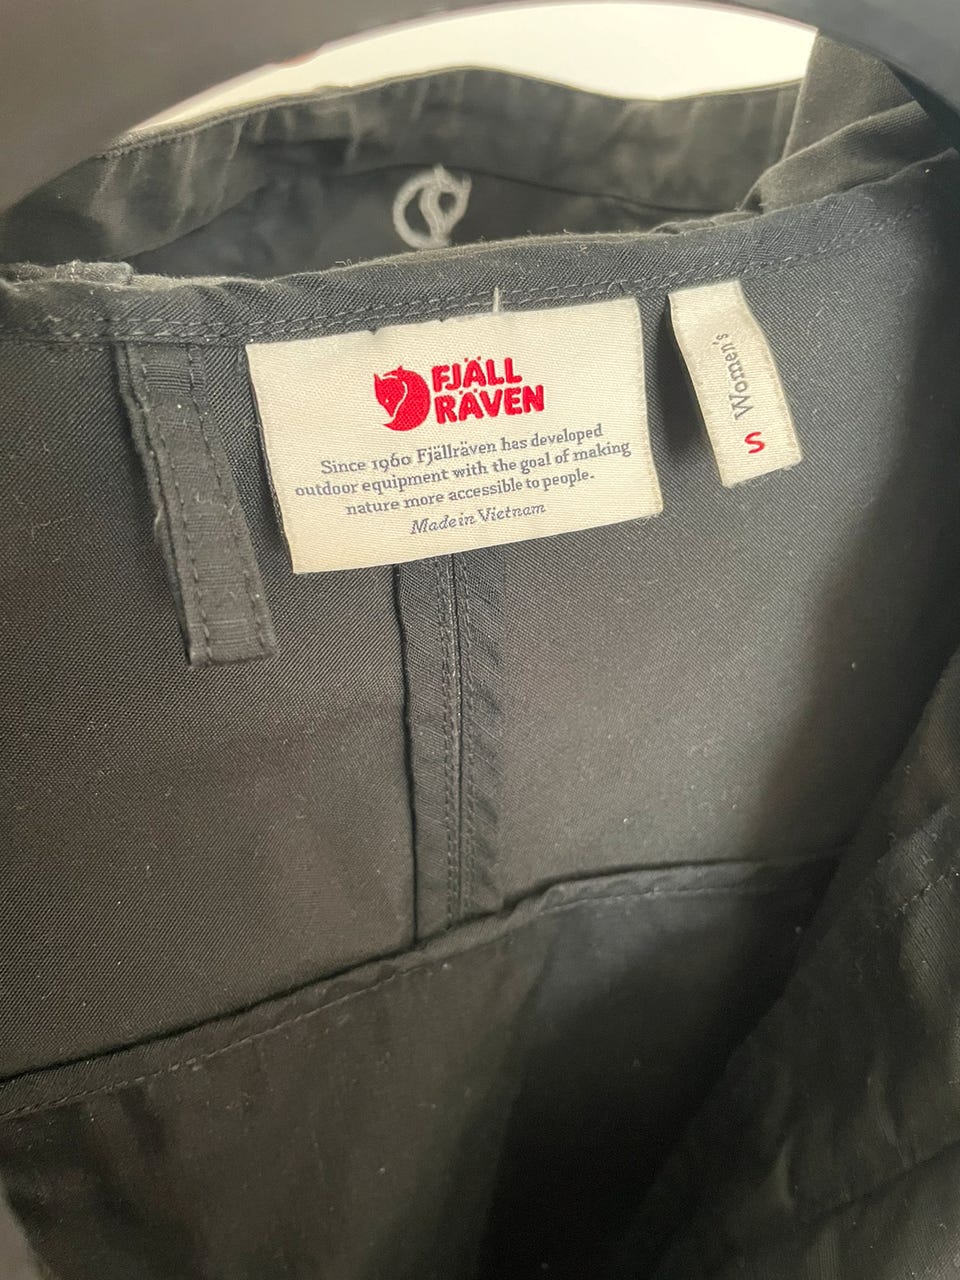 FJÄLL
RÄVEN
Since 1960 Fjällräven has developed
outdoor equipment with the goal of making
nature more accessible to people.
Made in Vietnam
Women's
S